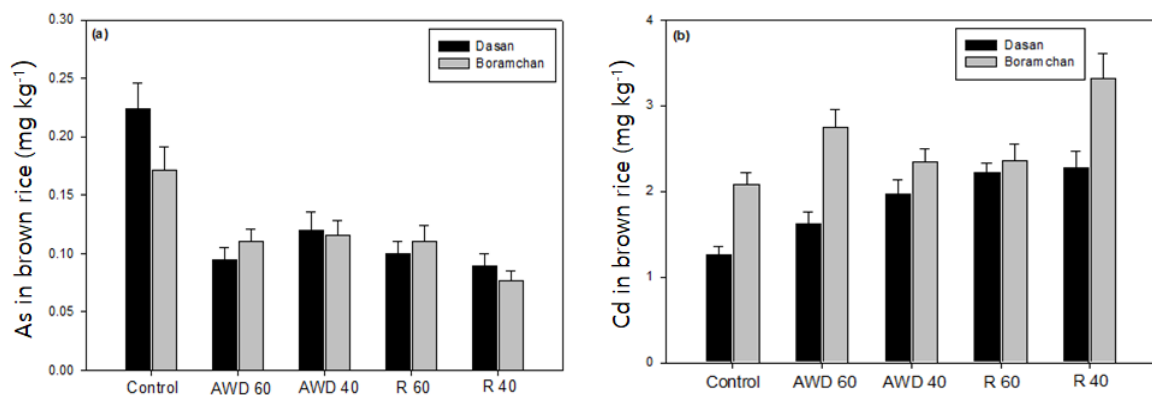 (a)
Dasan
Boramchan
As in brown rice (mg kg⁻¹)
0.30
0.25
0.20
0.15
0.10
0.05
0.00
Control AWD 60 AWD 40 R 60 R 40
(b)
Dasan
Boramchan
Cd in brown rice (mg kg⁻¹)
4
3
2
1
0
Control AWD 60 AWD 40 R 60 R 40